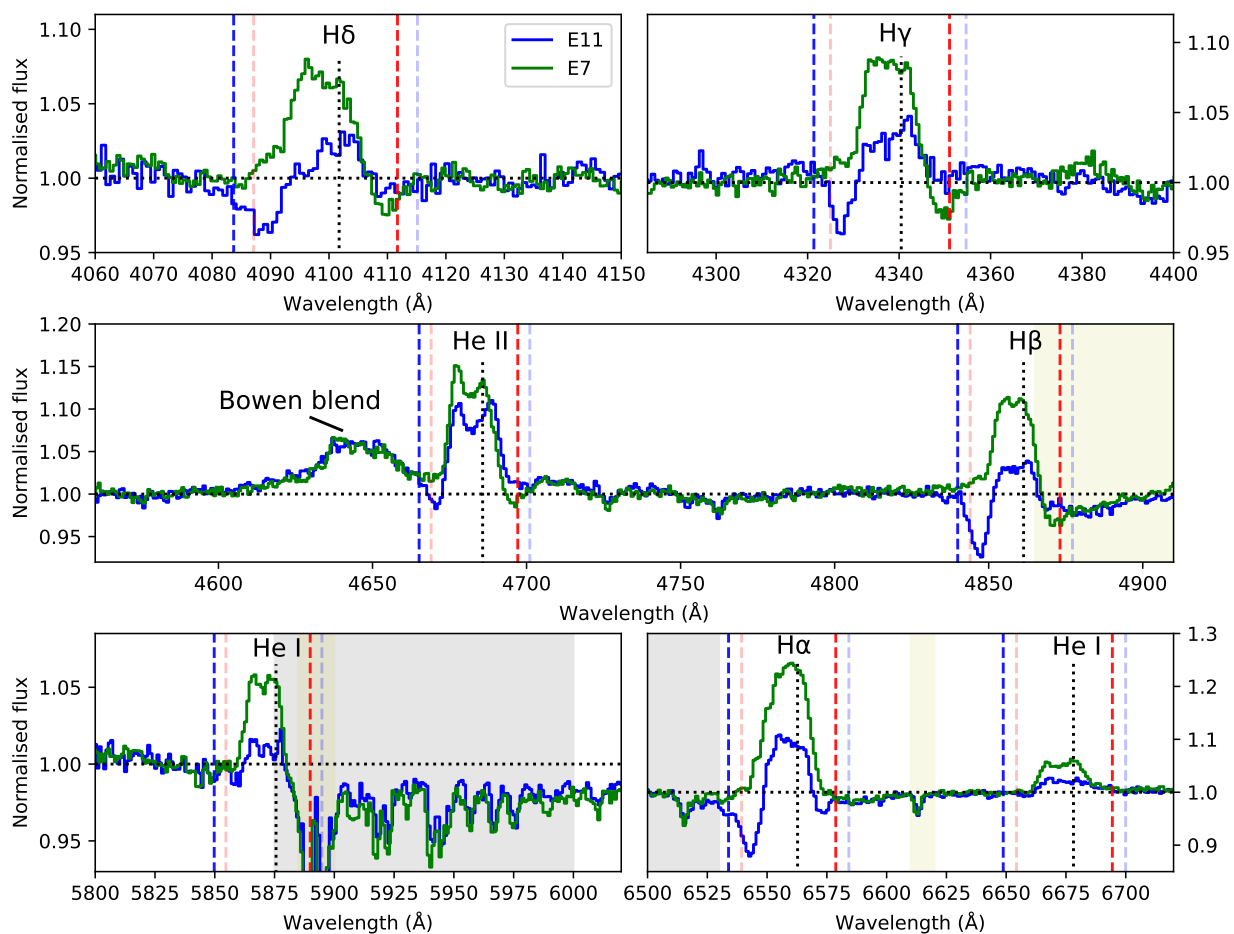 Hδ
E11
E7
Normalised flux
1.10
1.05
1.00
0.95
4060 4070 4080 4090 4100 4110 4120 4130 4140 4150
Wavelength (Å)
Hγ
1.10
1.05
1.00
0.95
4300 4320 4340 4360 4380 4400
Wavelength (Å)
Normalised flux
1.20
1.15
1.10
1.05
1.00
0.95
Bowen blend
He II
Hβ
4600 4650 4700 4750 4800 4850 4900
Wavelength (Å)
Normalised flux
1.05
1.00
0.95
He I
5800 5825 5850 5875 5900 5925 5950 5975 6000
Wavelength (Å)
Hα
He I
1.3
1.2
1.1
1.0
0.9
6500 6525 6550 6575 6600 6625 6650 6675 6700
Wavelength (Å)